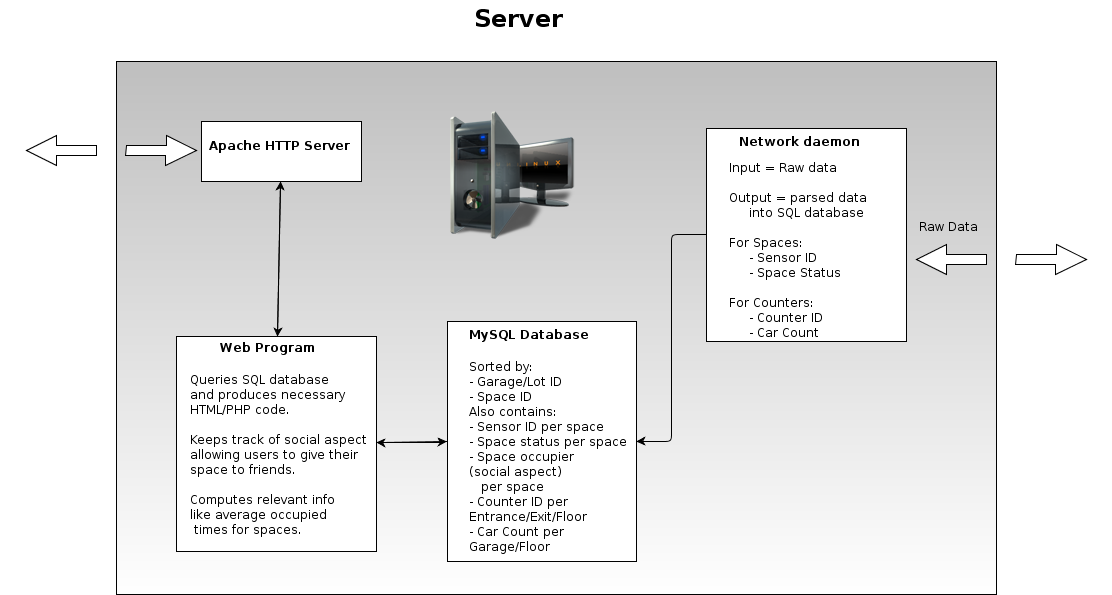 Server
Apache HTTP Server
LINUX
Network daemon
Input = Raw data
Output = parsed data
into SQL database
For Spaces:
- Sensor ID
- Space Status
For Counters:
- Counter ID
- Car Count
Raw Data
Web Program
Queries SQL database
and produces necessary
HTML/PHP code.
Keeps track of social aspect
allowing users to give their
space to friends.
Computes relevant info
like average occupied
times for spaces.
MySQL Database
Sorted by:
- Garage/Lot ID
- Space ID
Also contains:
- Sensor ID per space
- Space status per space
- Space occupier
(social aspect)
per space
- Counter ID per
Entrance/Exit/Floor
- Car Count per
Garage/Floor